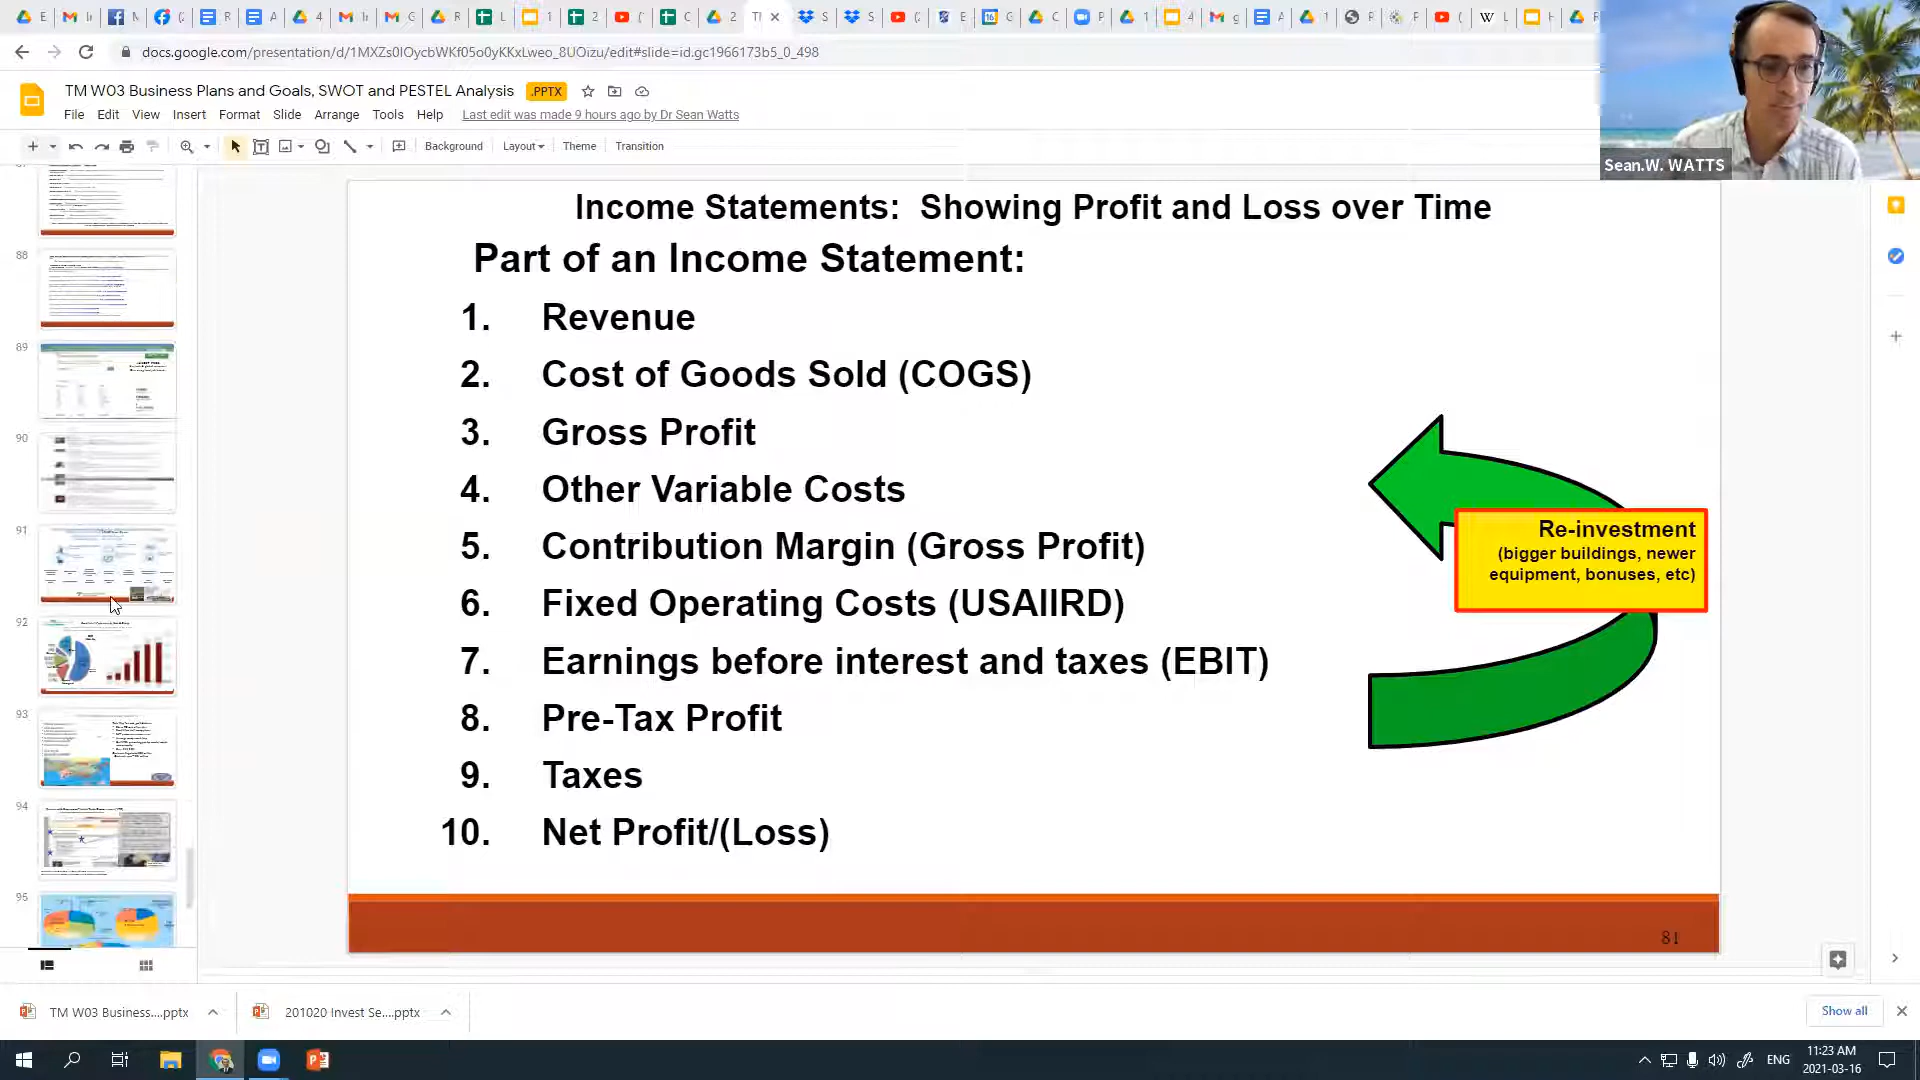 docs.google.com/presentation/d/1MXZs0lOycbWKf05o0yKKxLweo_8UOizu/edit#slide=id.gc1966173b5_0_498
TM W03 Business Plans and Goals, SWOT and PESTEL Analysis .PPTX
File Edit View Insert Format Slide Arrange Tools Help Last edit was made 9 hours ago by Dr Sean Watts
Background Layout Theme Transition
Sean.W. WATTS
Income Statements: Showing Profit and Loss over Time
Part of an Income Statement:
1. Revenue
2. Cost of Goods Sold (COGS)
3. Gross Profit
4. Other Variable Costs
5. Contribution Margin (Gross Profit)
6. Fixed Operating Costs (USAIIRD)
7. Earnings before interest and taxes (EBIT)
8. Pre-Tax Profit
9. Taxes
10. Net Profit/(Loss)
Re-investment
(bigger buildings, newer
equipment, bonuses, etc)
81
88
89
90
91
92
93
94
95
TM W03 Business....pptx
201020 Invest Se....pptx
Show all
ENG
11:23 AM
2021-03-16